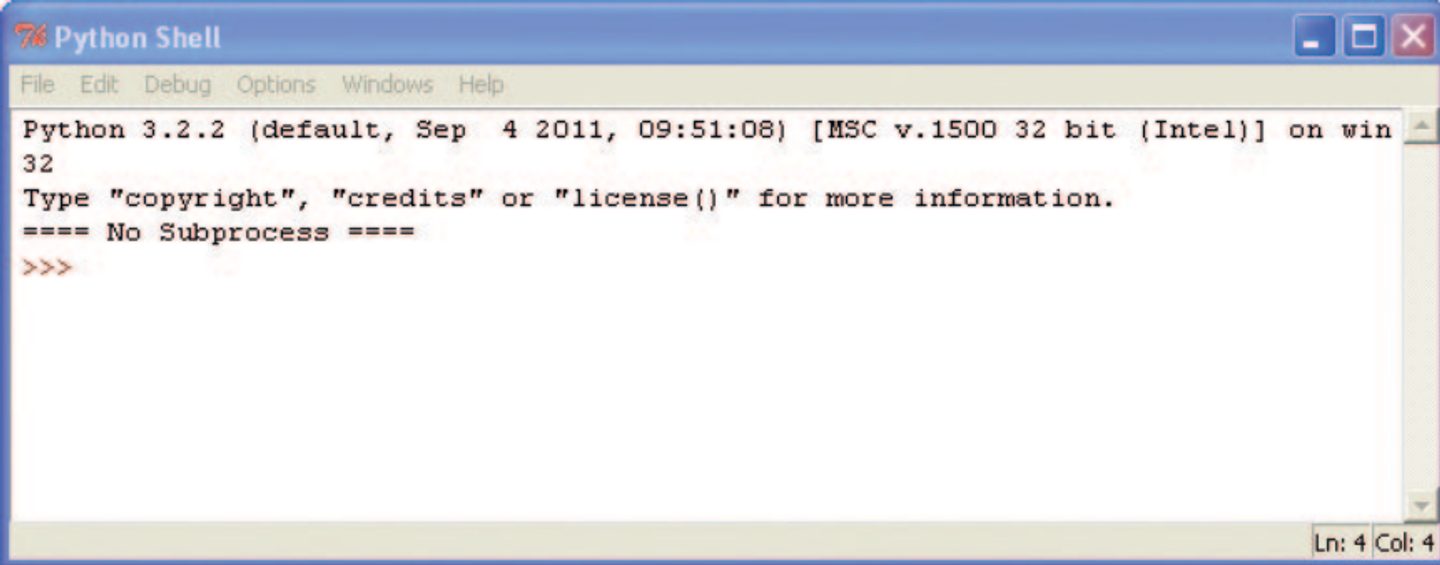 Python Shell
File Edit Debug Options Windows Help
Python 3.2.2 (default, Sep  4 2011, 09:51:08) [MSC v.1500 32 bit (Intel)] on win
32
Type "copyright", "credits" or "license()" for more information.
==== No Subprocess ====
>>>
Ln: 4 Col: 4